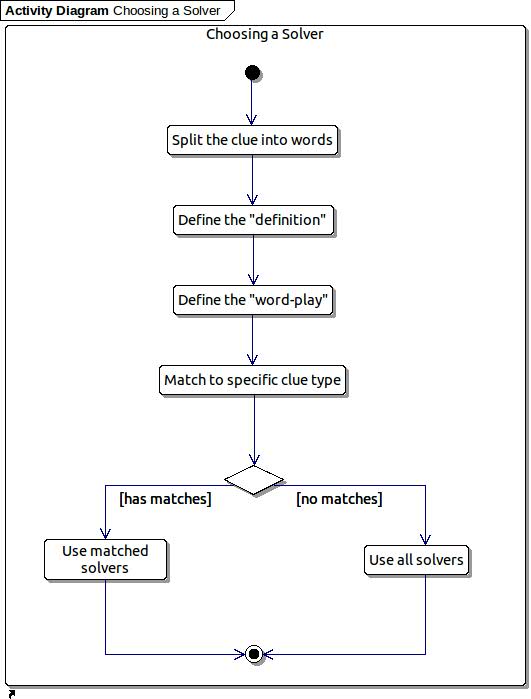 Activity Diagram Choosing a Solver
Choosing a Solver
Split the clue into words
Define the "definition"
Define the "word-play"
Match to specific clue type
[has matches]
[no matches]
Use matched
solvers
Use all solvers